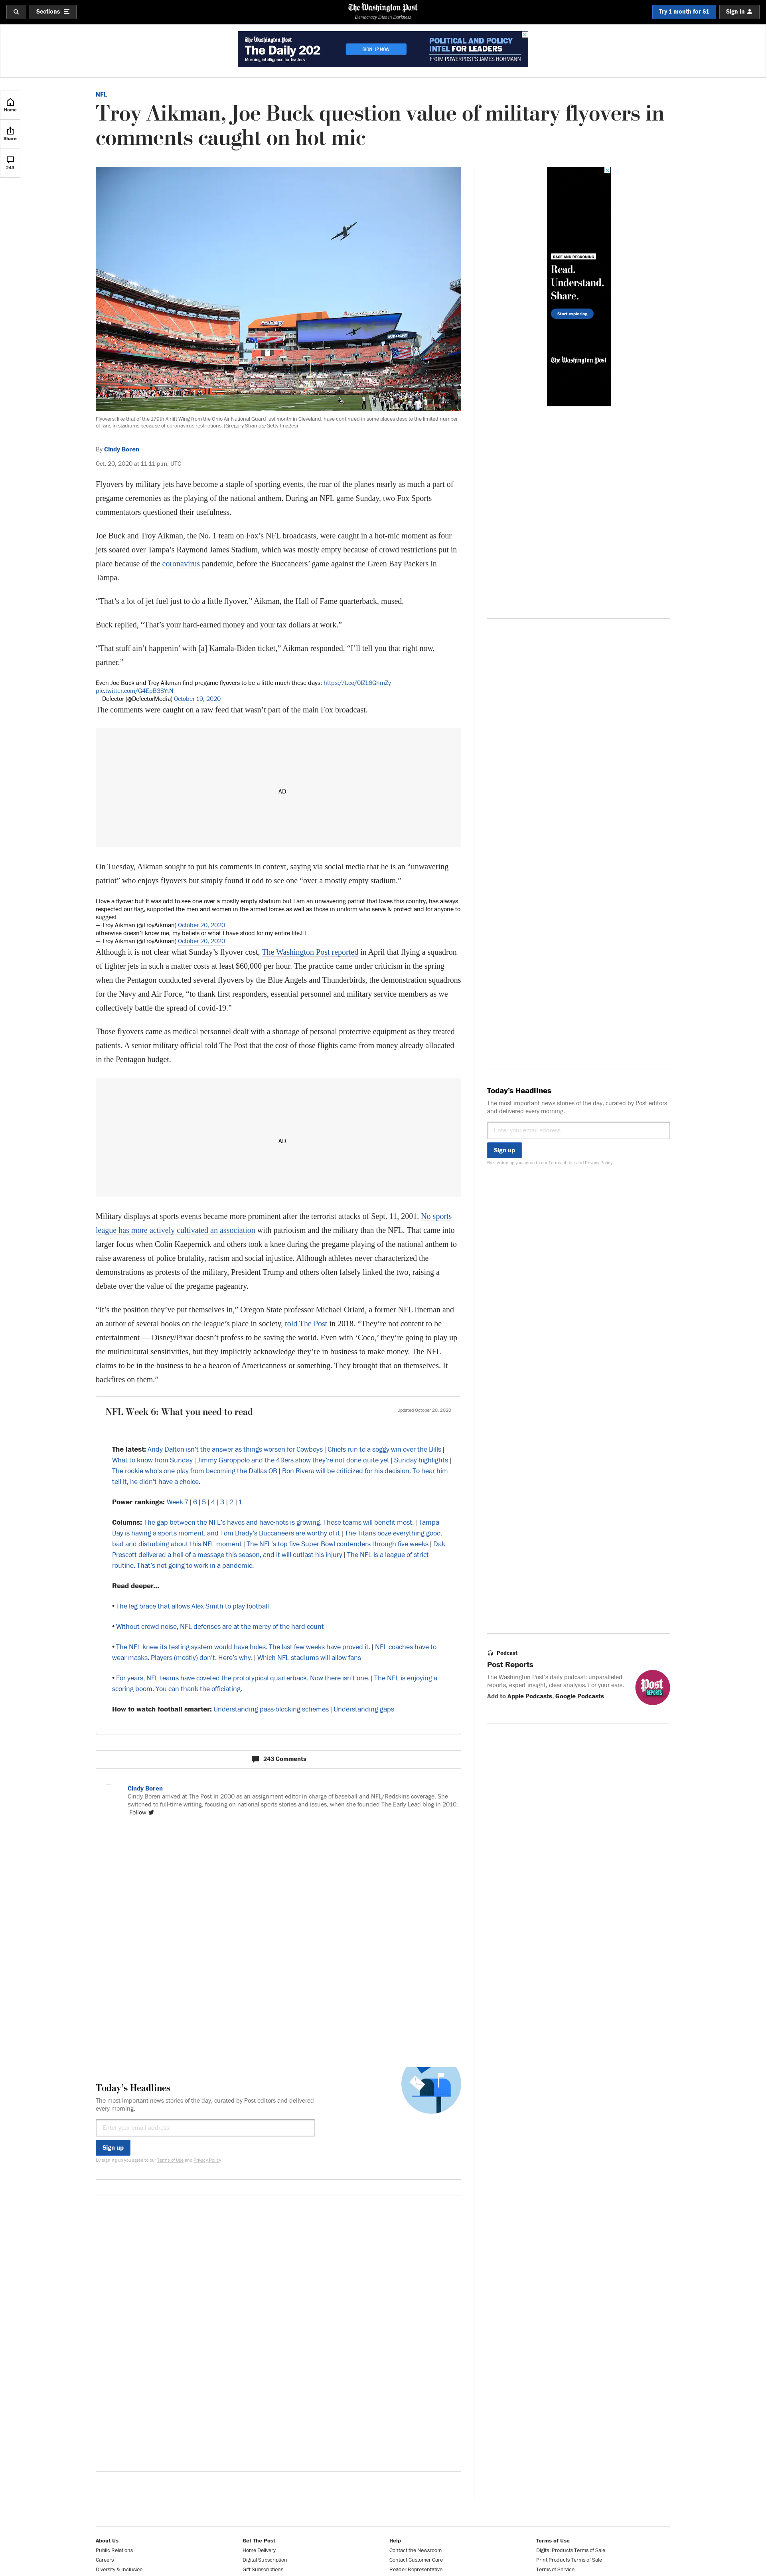 Sections
The Washington Post
Democracy Dies in Darkness
Try 1 month for $1
Sign in
The Washington Post
The Daily 202
Morning intelligence for leaders
SIGN UP NOW
POLITICAL AND POLICY
INTEL FOR LEADERS
FROM POWERPOST'S JAMES HOHMANN
Home
Share
243
NFL
Troy Aikman, Joe Buck question value of military flyovers in
comments caught on hot mic
Flyovers, like that of the 179th Airlift Wing from the Ohio Air National Guard last month in Cleveland, have continued in some places despite the limited number
of fans in stadiums because of coronavirus restrictions. (Gregory Shamus/Getty Images)
RACE AND RECKONING
Read.
Understand.
Share.
Start exploring
The Washington Post
By Cindy Boren
Oct. 20, 2020 at 11:11 p.m. UTC
Flyovers by military jets have become a staple of sporting events, the roar of the planes nearly as much a part of
pregame ceremonies as the playing of the national anthem. During an NFL game Sunday, two Fox Sports
commentators questioned their usefulness.
Joe Buck and Troy Aikman, the No. 1 team on Fox’s NFL broadcasts, were caught in a hot-mic moment as four
jets soared over Tampa’s Raymond James Stadium, which was mostly empty because of crowd restrictions put in
place because of the coronavirus pandemic, before the Buccaneers’ game against the Green Bay Packers in
Tampa.
“That’s a lot of jet fuel just to do a little flyover,” Aikman, the Hall of Fame quarterback, mused.
Buck replied, “That’s your hard-earned money and your tax dollars at work.”
“That stuff ain’t happenin’ with [a] Kamala-Biden ticket,” Aikman responded, “I’ll tell you that right now,
partner.”
Even Joe Buck and Troy Aikman find pregame flyovers to be a little much these days: https://t.co/0IZL6GhmZy
pic.twitter.com/G4EpB3SYtN
— Defector (@DefectorMedia) October 19, 2020
The comments were caught on a raw feed that wasn’t part of the main Fox broadcast.
AD
On Tuesday, Aikman sought to put his comments in context, saying via social media that he is an “unwavering
patriot” who enjoys flyovers but simply found it odd to see one “over a mostly empty stadium.”
I love a flyover but It was odd to see one over a mostly empty stadium but I am an unwavering patriot that loves this country, has always
respected our flag, supported the men and women in the armed forces as well as those in uniform who serve & protect and for anyone to
suggest
— Troy Aikman (@TroyAikman) October 20, 2020
otherwise doesn’t know me, my beliefs or what I have stood for my entire life.
— Troy Aikman (@TroyAikman) October 20, 2020
Although it is not clear what Sunday’s flyover cost, The Washington Post reported in April that flying a squadron
of fighter jets in such a matter costs at least $60,000 per hour. The practice came under criticism in the spring
when the Pentagon conducted several flyovers by the Blue Angels and Thunderbirds, the demonstration squadrons
for the Navy and Air Force, “to thank first responders, essential personnel and military service members as we
collectively battle the spread of covid-19.”
Those flyovers came as medical personnel dealt with a shortage of personal protective equipment as they treated
patients. A senior military official told The Post that the cost of those flights came from money already allocated
in the Pentagon budget.
AD
Today’s Headlines
The most important news stories of the day, curated by Post editors
and delivered every morning.
Enter your email address
Sign up
By signing up you agree to our Terms of Use and Privacy Policy
Military displays at sports events became more prominent after the terrorist attacks of Sept. 11, 2001. No sports
league has more actively cultivated an association with patriotism and the military than the NFL. That came into
larger focus when Colin Kaepernick and others took a knee during the pregame playing of the national anthem to
raise awareness of police brutality, racism and social injustice. Although athletes never characterized the
demonstrations as protests of the military, President Trump and others often falsely linked the two, raising a
debate over the value of the pregame pageantry.
“It’s the position they’ve put themselves in,” Oregon State professor Michael Oriard, a former NFL lineman and
an author of several books on the league’s place in society, told The Post in 2018. “They’re not content to be
entertainment — Disney/Pixar doesn’t profess to be saving the world. Even with ‘Coco,’ they’re going to play up
the multicultural sensitivities, but they implicitly acknowledge they’re in business to make money. The NFL
claims to be in the business to be a beacon of Americanness or something. They brought that on themselves. It
backfires on them.”
NFL Week 6: What you need to read
Updated October 20, 2020
The latest: Andy Dalton isn’t the answer as things worsen for Cowboys | Chiefs run to a soggy win over the Bills |
What to know from Sunday | Jimmy Garoppolo and the 49ers show they’re not done quite yet | Sunday highlights |
The rookie who’s one play from becoming the Dallas QB | Ron Rivera will be criticized for his decision. To hear him
tell it, he didn’t have a choice.
Power rankings: Week 7 | 6 | 5 | 4 | 3 | 2 | 1
Columns: The gap between the NFL’s haves and have-nots is growing. These teams will benefit most. | Tampa
Bay is having a sports moment, and Tom Brady’s Buccaneers are worthy of it | The Titans ooze everything good,
bad and disturbing about this NFL moment | The NFL’s top five Super Bowl contenders through five weeks | Dak
Prescott delivered a hell of a message this season, and it will outlast his injury | The NFL is a league of strict
routine. That’s not going to work in a pandemic.
Read deeper...
• The leg brace that allows Alex Smith to play football
• Without crowd noise, NFL defenses are at the mercy of the hard count
• The NFL knew its testing system would have holes. The last few weeks have proved it. | NFL coaches have to
wear masks. Players (mostly) don’t. Here’s why. | Which NFL stadiums will allow fans
• For years, NFL teams have coveted the prototypical quarterback. Now there isn’t one. | The NFL is enjoying a
scoring boom. You can thank the officiating.
How to watch football smarter: Understanding pass-blocking schemes | Understanding gaps
Podcast
Post Reports
The Washington Post’s daily podcast: unparalleled
reports, expert insight, clear analysis. For your ears.
Add to Apple Podcasts, Google Podcasts
Post
REPORTS
243 Comments
Cindy Boren
Cindy Boren arrived at The Post in 2000 as an assignment editor in charge of baseball and NFL/Redskins coverage. She
switched to full-time writing, focusing on national sports stories and issues, when she founded The Early Lead blog in 2010.
Follow
Today’s Headlines
The most important news stories of the day, curated by Post editors and delivered
every morning.
Enter your email address
Sign up
By signing up you agree to our Terms of Use and Privacy Policy
About Us
Public Relations
Careers
Diversity & Inclusion
Get The Post
Home Delivery
Digital Subscription
Gift Subscriptions
Help
Contact the Newsroom
Contact Customer Care
Reader Representative
Terms of Use
Digital Products Terms of Sale
Print Products Terms of Sale
Terms of Service